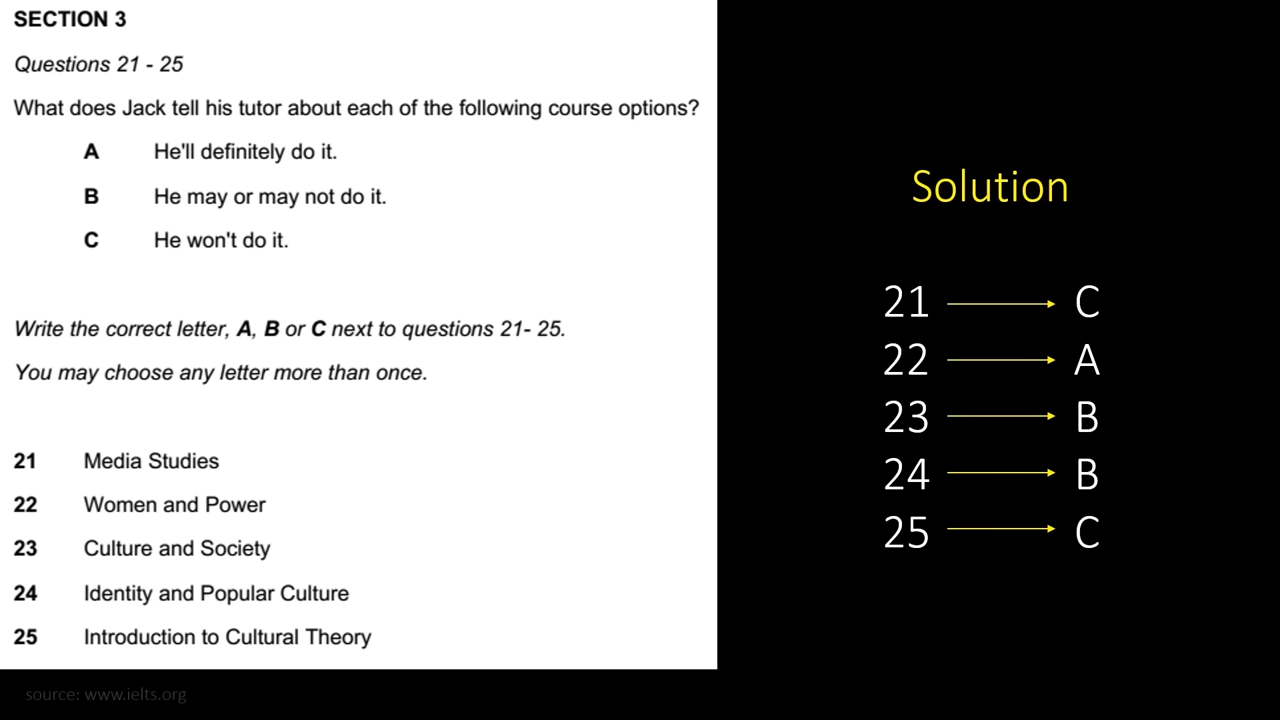 SECTION 3
Questions 21 - 25
What does Jack tell his tutor about each of the following course options?
A He'll definitely do it.
B He may or may not do it.
C He won't do it.
Write the correct letter, A, B or C next to questions 21- 25.
You may choose any letter more than once.
21 Media Studies
22 Women and Power
23 Culture and Society
24 Identity and Popular Culture
25 Introduction to Cultural Theory
source: www.ielts.org
Solution
21 C
22 A
23 B
24 B
25 C